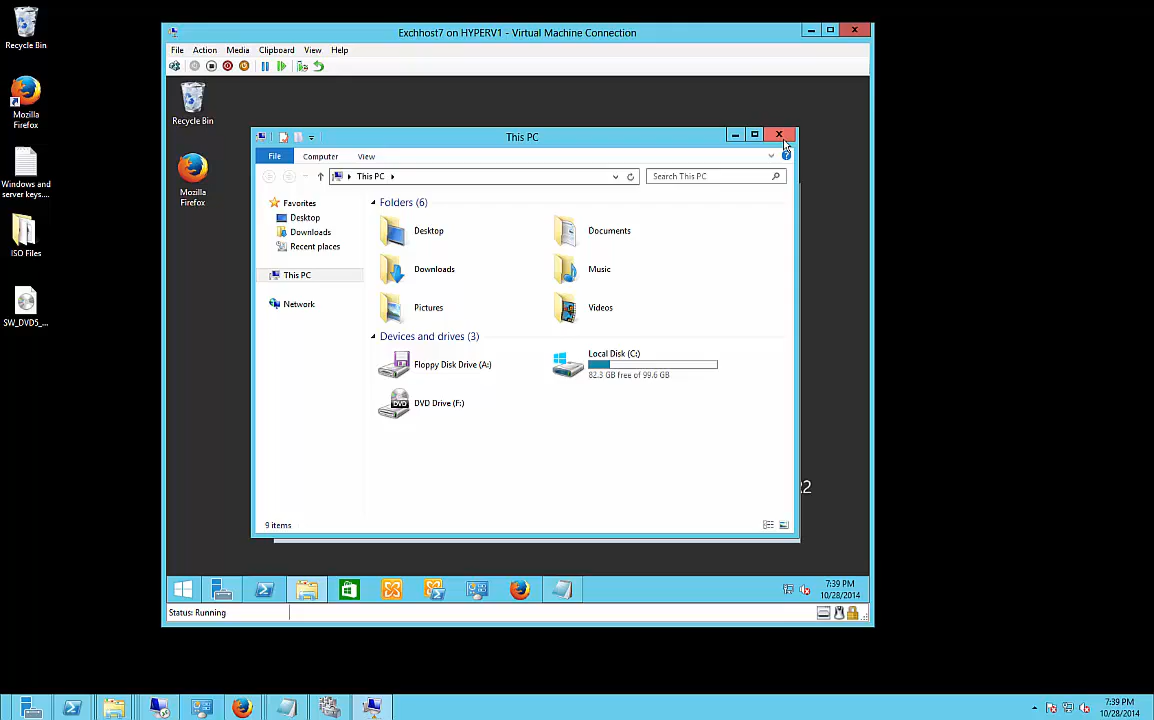 Recycle Bin
Mozilla
Firefox
Windows and
server keys....
ISO Files
SW_DVD5_...
Exchhost7 on HYPERV1 - Virtual Machine Connection
File Action Media Clipboard View Help
Recycle Bin
Mozilla
Firefox
This PC
File Computer View
This PC
Search This PC
Favorites
Desktop
Downloads
Recent places
This PC
Network
Folders (6)
Desktop
Documents
Downloads
Music
Pictures
Videos
Devices and drives (3)
Floppy Disk Drive (A:)
Local Disk (C:)
82.3 GB free of 99.6 GB
DVD
DVD Drive (F:)
9 items
22
7:39 PM
10/28/2014
Status: Running
7:39 PM
10/28/2014